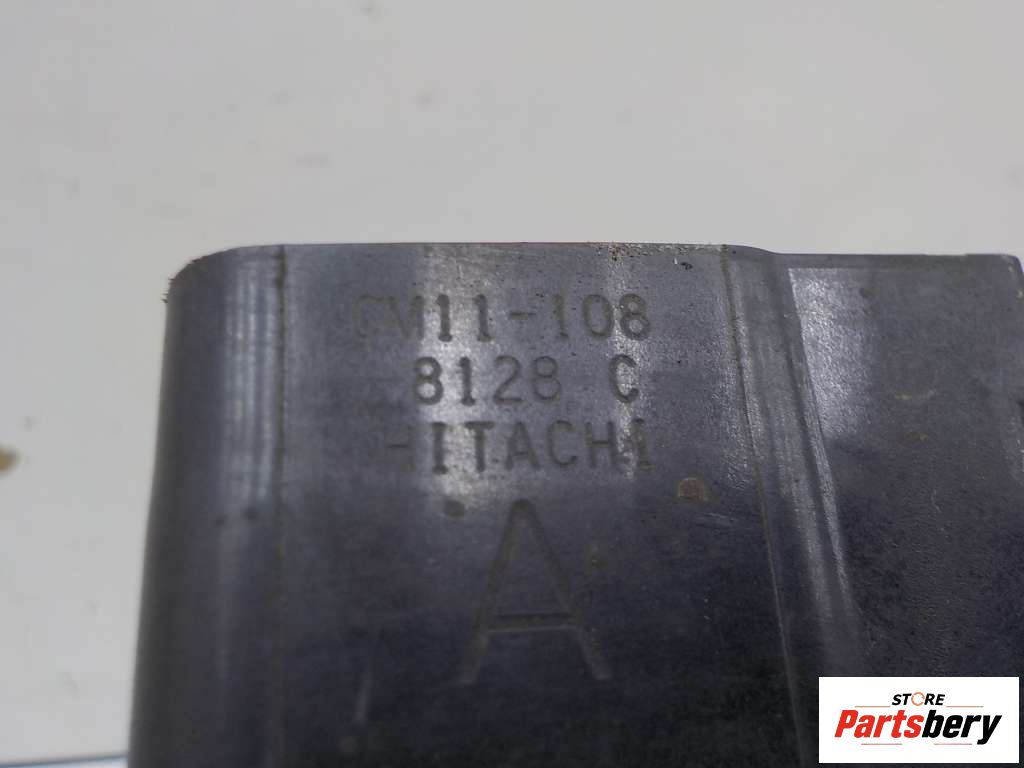 CM11-108
8128 C
HITACHI
A
STORE
Partsbery